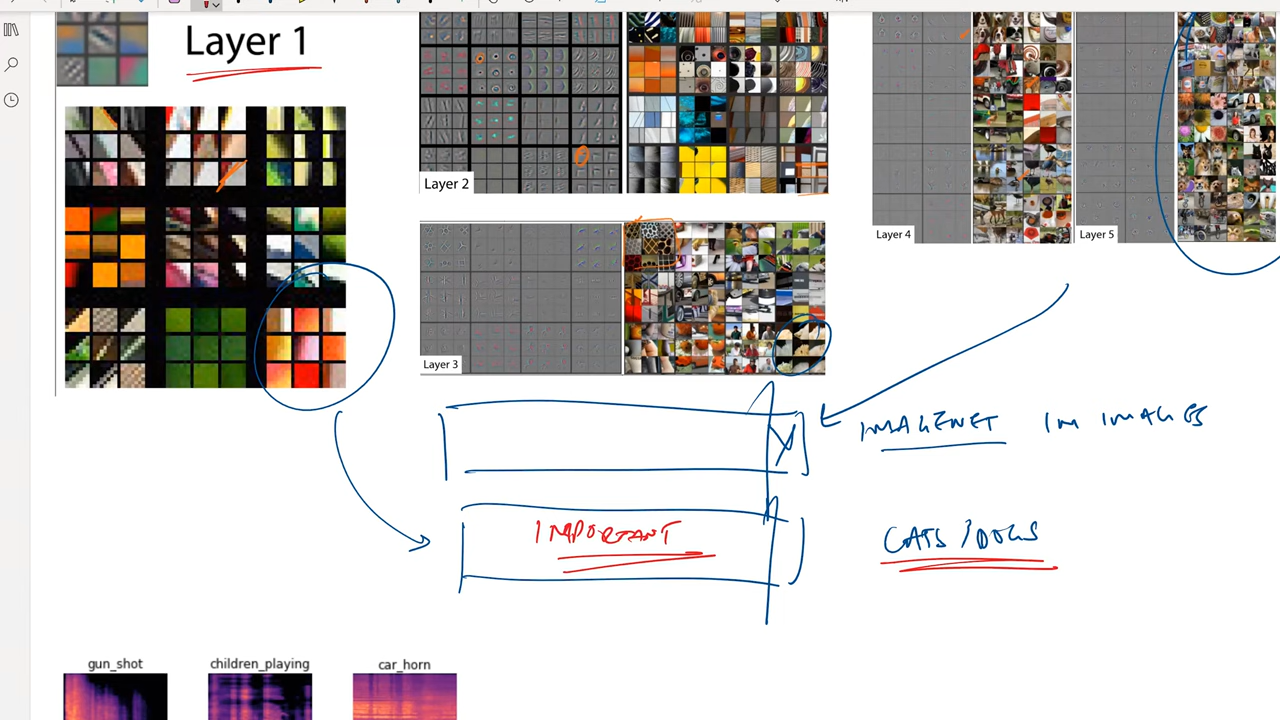 Layer 1
Layer 2
Layer 4
Layer 5
Layer 3
IMAGENET 1M IMAGES
IMPORTANT
CATS / DOGS
gun_shot
children_playing
car_horn